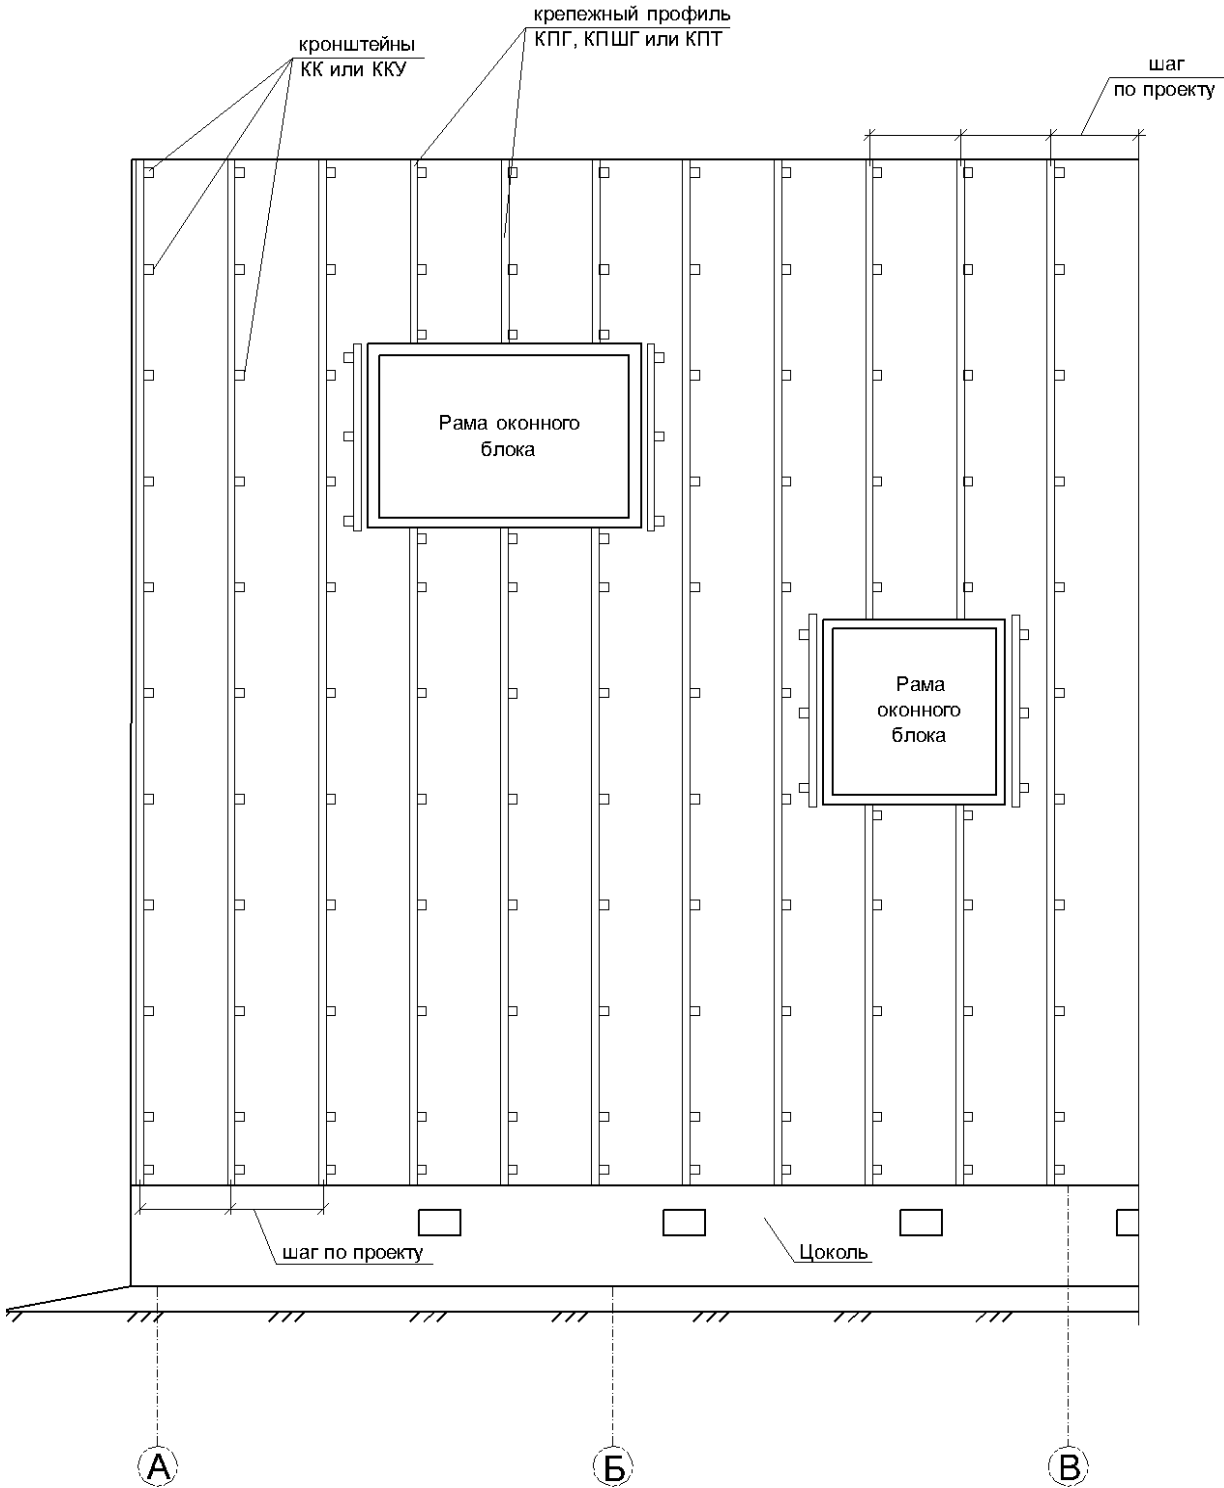 крепежный профиль
КПГ, КПШГ или КПТ
кронштейны
КК или ККУ
шаг
по проекту
Рама оконного
блока
Рама
оконного
блока
шаг по проекту
Цоколь
А
Б
В